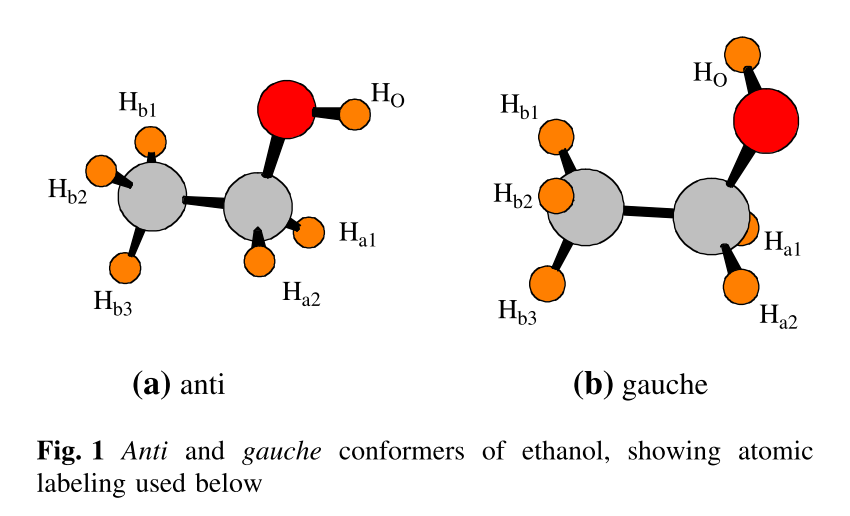 H_O
H_b1
H_b2
H_b3
H_a1
H_a2
(a) anti
H_O
H_b1
H_b2
H_b3
H_a1
H_a2
(b) gauche
Fig. 1 Anti and gauche conformers of ethanol, showing atomic
labeling used below